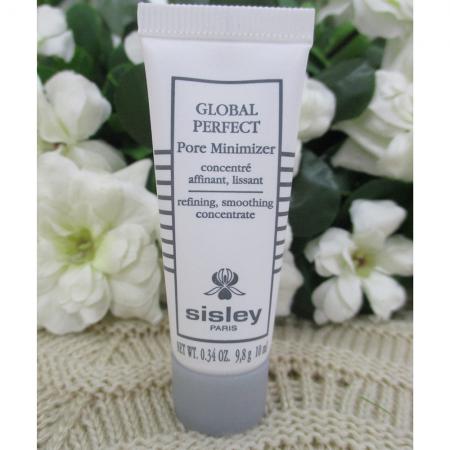 GLOBAL
PERFECT
Pore Minimizer
concentré
affinant, lissant
refining, smoothing
concentrate
sisley
PARIS
NET WT. 0.34 OZ. 9,8 g 10 ml